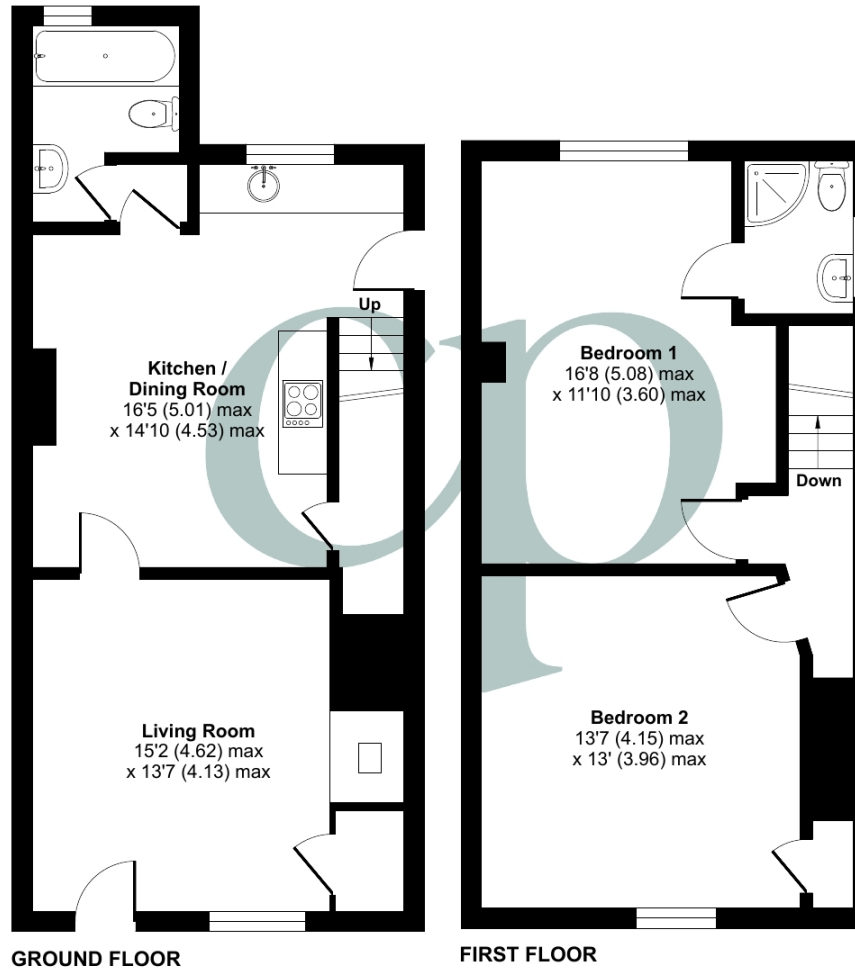 Up
Kitchen /
Dining Room
16'5 (5.01) max
x 14'10 (4.53) max
Living Room
15'2 (4.62) max
x 13'7 (4.13) max
GROUND FLOOR
Bedroom 1
16'8 (5.08) max
x 11'10 (3.60) max
Down
Bedroom 2
13'7 (4.15) max
x 13' (3.96) max
FIRST FLOOR
cp